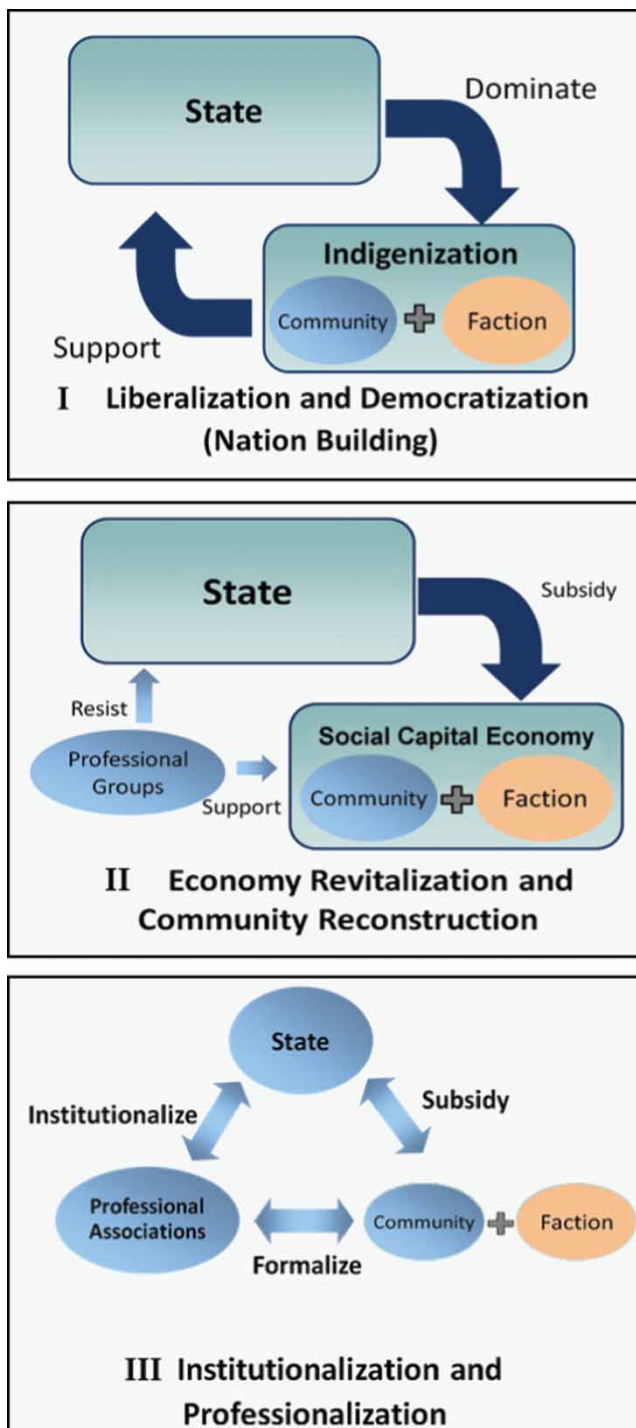 State
Dominate
Indigenization
Community
Faction
Support
I Liberalization and Democratization
(Nation Building)
State
Subsidy
Resist
Professional
Groups
Support
Social Capital Economy
Community
Faction
II Economy Revitalization and
Community Reconstruction
State
Institutionalize
Subsidy
Professional
Associations
Community
Faction
Formalize
III Institutionalization and
Professionalization